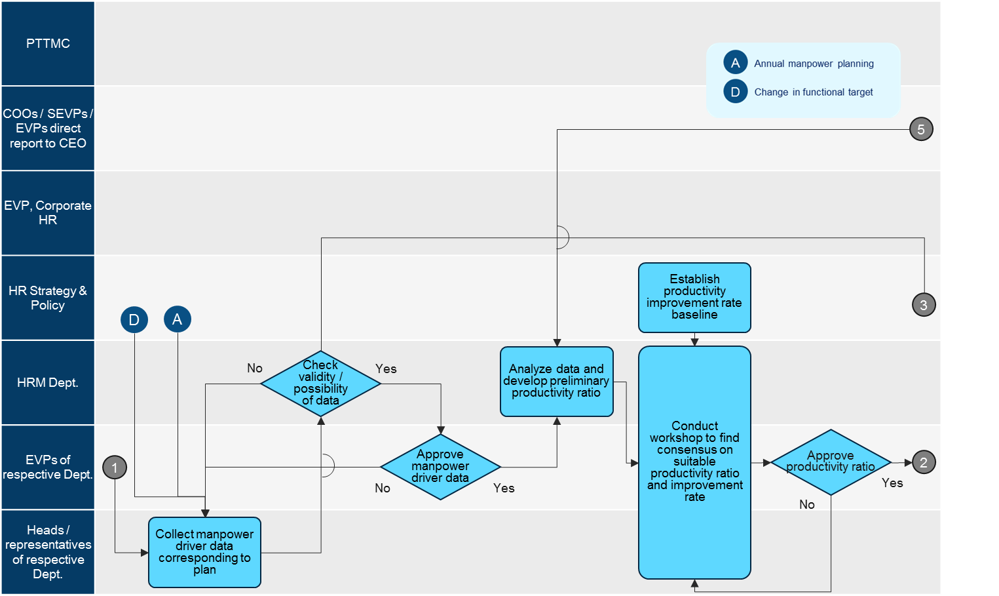 PTTMC
A
Annual manpower planning
D
Change in functional target
COOs / SEVPs /
EVPs direct
report to CEO
5
EVP, Corporate
HR
HR Strategy &
Policy
D
A
Establish
productivity
improvement rate
baseline
3
HRM Dept.
No
Check
validity /
possibility
of data
Yes
Analyze data and
develop preliminary
productivity ratio
EVPs of
respective Dept.
1
Approve
manpower
driver data
No
Yes
Conduct
workshop to find
consensus on
suitable
productivity ratio
and improvement
rate
Approve
productivity ratio
2
Yes
No
Heads /
representatives
of respective
Dept.
Collect manpower
driver data
corresponding to
plan